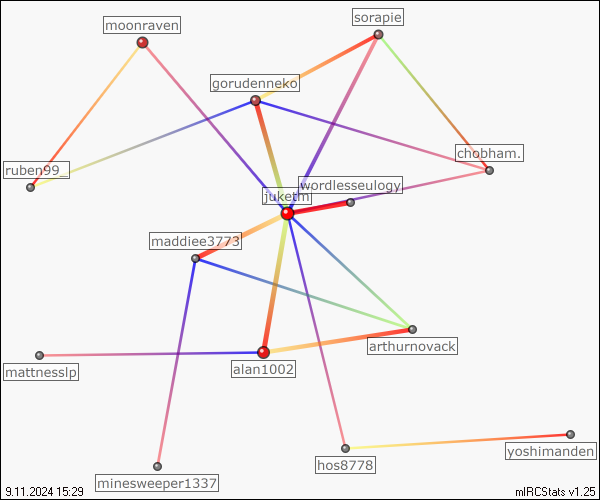 moonraven
sorapie
gorudenneko
chobham.
ruben99_
wordlesseulogy
juketm
maddiee3773
arthurnovack
mattnesslp
alan1002
yoshimanden
hos8778
minesweeper1337
9.11.2024 15:29
mIRCStats v1.25